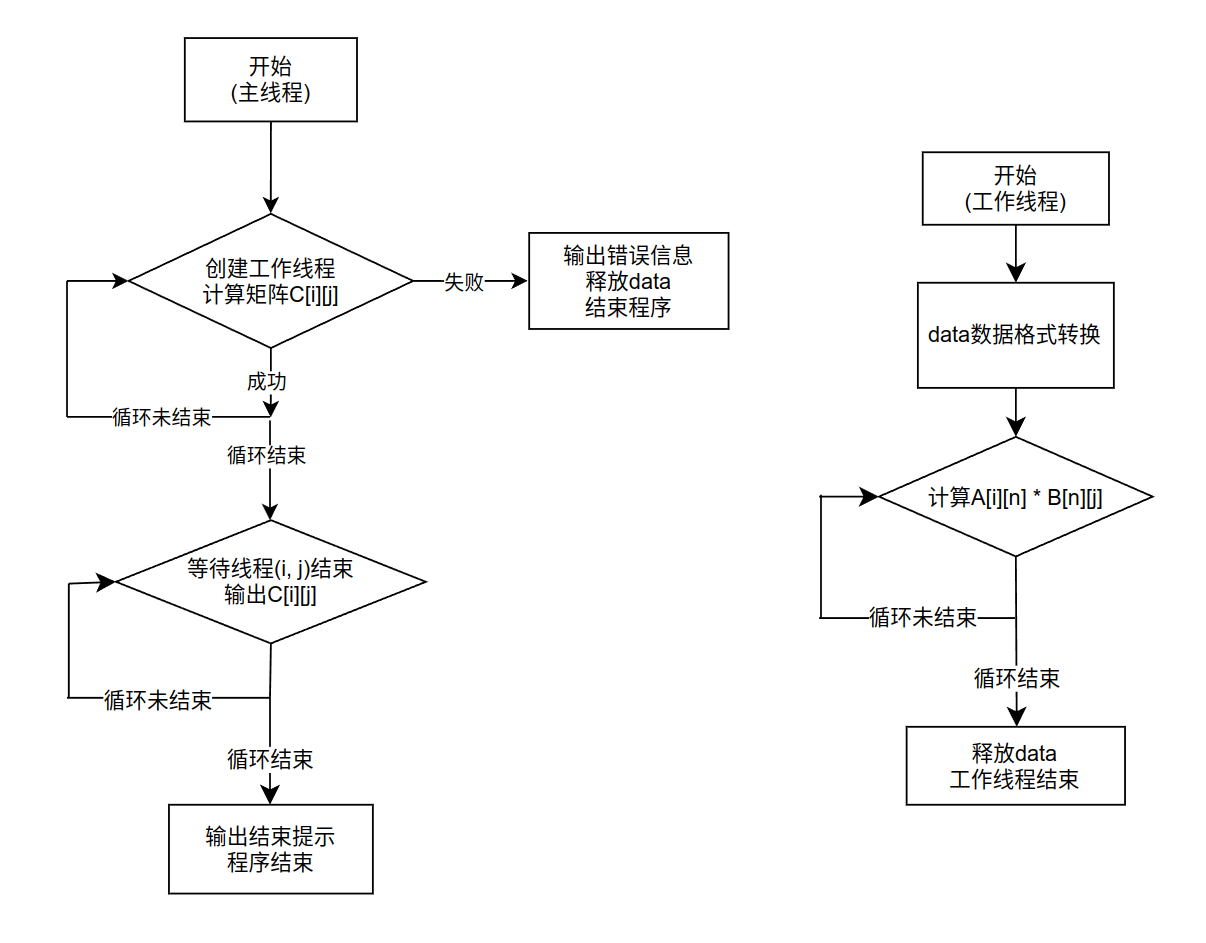 开始
(主线程)
创建工作线程
计算矩阵C[i][j]
失败
输出错误信息
释放data
结束程序
成功
循环未结束
循环结束
等待线程(i, j)结束
输出C[i][j]
循环未结束
循环结束
输出结束提示
程序结束
开始
(工作线程)
data数据格式转换
计算A[i][n] * B[n][j]
循环未结束
循环结束
释放data
工作线程结束